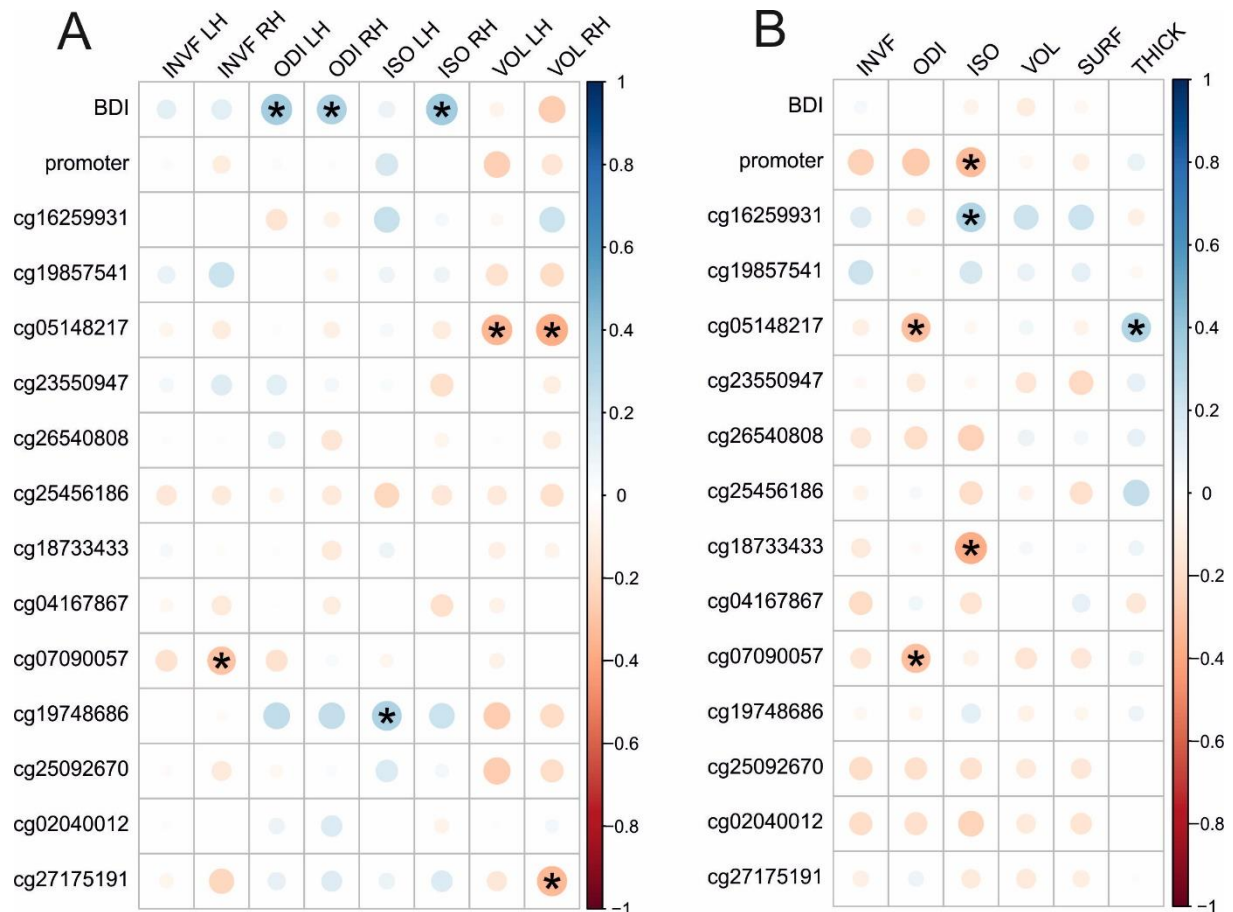 A
INVF LH INVF RH ODI LH ODI RH ISO LH ISO RH VOL LH VOL RH
BDI * * *
promoter
cg16259931
cg19857541
cg05148217 * *
cg23550947
cg26540808
cg25456186
cg18733433
cg04167867
cg07090057 *
cg19748686 *
cg25092670
cg02040012
cg27175191 *
1
0.8
0.6
0.4
0.2
0
−0.2
−0.4
−0.6
−0.8
−1
B
INVF ODI ISO VOL SURF THICK
BDI
promoter *
cg16259931 *
cg19857541
cg05148217 * *
cg23550947
cg26540808
cg25456186
cg18733433 *
cg04167867
cg07090057 *
cg19748686
cg25092670
cg02040012
cg27175191
1
0.8
0.6
0.4
0.2
0
−0.2
−0.4
−0.6
−0.8
−1